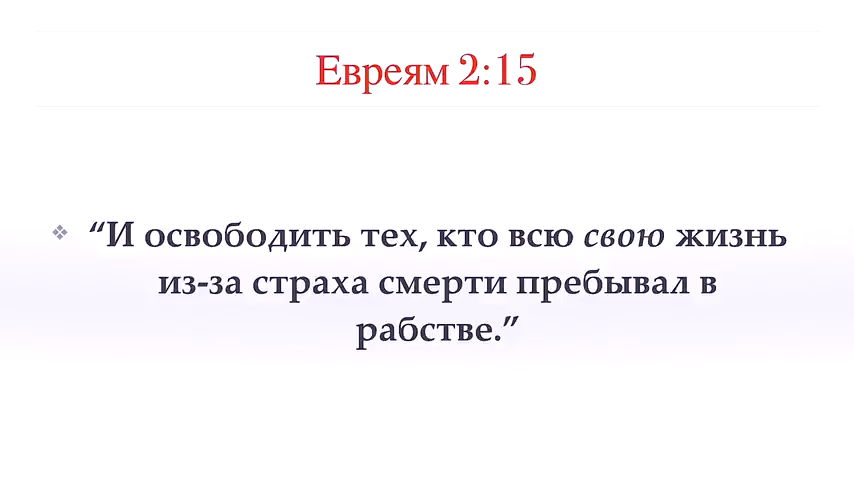 Евреям 2:15
“И освободить тех, кто всю свою жизнь
из-за страха смерти пребывал в
рабстве.”